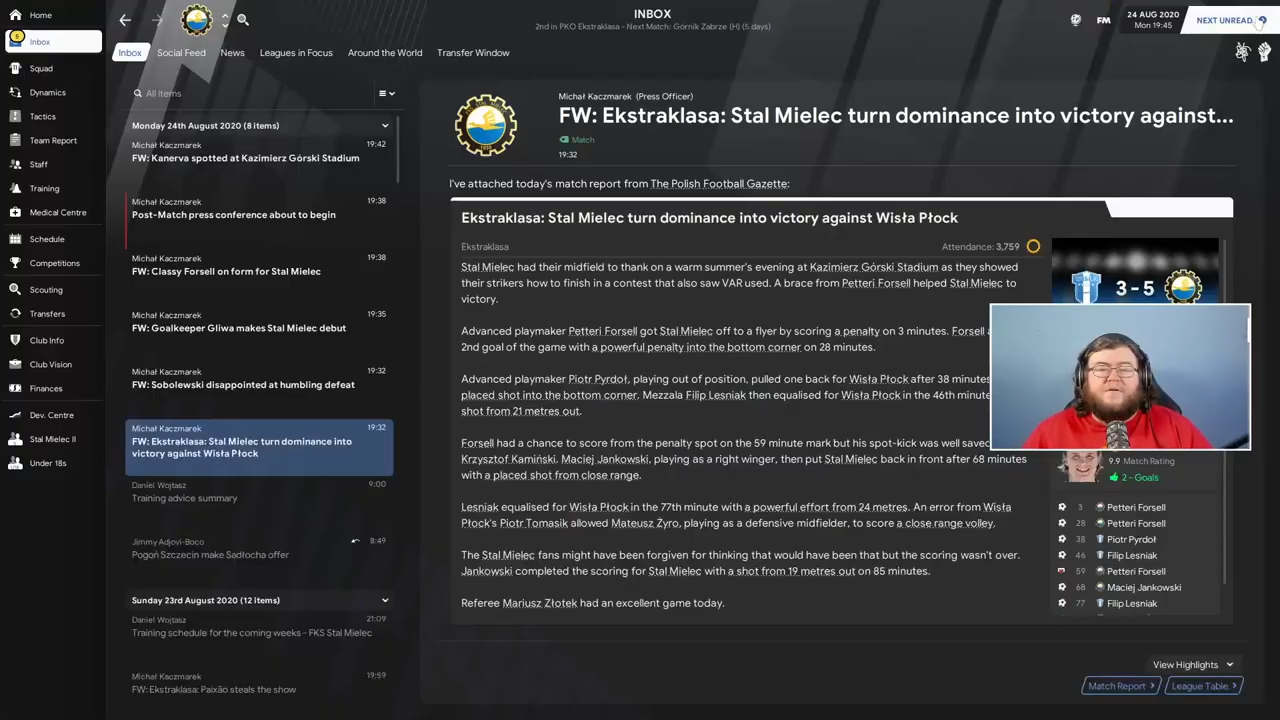 INBOX
2nd in PKO Ekstraklasa - Next Match: Górnik Zabrze (H) (5 days)
FM
24 AUG 2020
Mon 19:45
NEXT UNREAD
Home
5
Inbox
Squad
Dynamics
Tactics
Team Report
Staff
Training
Medical Centre
Schedule
Competitions
Scouting
Transfers
Club Info
Club Vision
Finances
Dev. Centre
Stal Mielec II
Under 18s
Inbox
Social Feed
News
Leagues in Focus
Around the World
Transfer Window
All Items
Monday 24th August 2020 (8 items)
Michał Kaczmarek 19:42
FW: Kanerva spotted at Kazimierz Górski Stadium
Michał Kaczmarek 19:38
Post-Match press conference about to begin
Michał Kaczmarek 19:38
FW: Classy Forsell on form for Stal Mielec
Michał Kaczmarek 19:35
FW: Goalkeeper Gliwa makes Stal Mielec debut
Michał Kaczmarek 19:32
FW: Sobolewski disappointed at humbling defeat
Michał Kaczmarek 19:32
FW: Ekstraklasa: Stal Mielec turn dominance into
victory against Wisła Płock
Daniel Wojtasz 9:00
Training advice summary
Jimmy Adjovi-Boco 8:49
Pogoń Szczecin make Sadłocha offer
Sunday 23rd August 2020 (12 items)
Daniel Wojtasz 21:09
Training schedule for the coming weeks - FKS Stal Mielec
Michał Kaczmarek 19:59
FW: Ekstraklasa: Paixão steals the show
Michał Kaczmarek (Press Officer)
FW: Ekstraklasa: Stal Mielec turn dominance into victory against...
Match
19:32
I've attached today's match report from The Polish Football Gazette:
Ekstraklasa: Stal Mielec turn dominance into victory against Wisła Płock
Ekstraklasa
Attendance: 3,759
Stal Mielec had their midfield to thank on a warm summer's evening at Kazimierz Górski Stadium as they showed
their strikers how to finish in a contest that also saw VAR used. A brace from Petteri Forsell helped Stal Mielec to
victory.
Advanced playmaker Petteri Forsell got Stal Mielec off to a flyer by scoring a penalty on 3 minutes. Forsell
2nd goal of the game with a powerful penalty into the bottom corner on 28 minutes.
Advanced playmaker Piotr Pyrdoł, playing out of position, pulled one back for Wisła Płock after 38 minutes
placed shot into the bottom corner. Mezzala Filip Lesniak then equalised for Wisła Płock in the 46th minute
shot from 21 metres out.
Forsell had a chance to score from the penalty spot on the 59 minute mark but his spot-kick was well saved
Krzysztof Kamiński. Maciej Jankowski, playing as a right winger, then put Stal Mielec back in front after 68 minutes
with a placed shot from close range.
Lesniak equalised for Wisła Płock in the 77th minute with a powerful effort from 24 metres. An error from Wisła
Płock's Piotr Tomasik allowed Mateusz Żyro, playing as a defensive midfielder, to score a close range volley.
The Stal Mielec fans might have been forgiven for thinking that would have been that but the scoring wasn't over.
Jankowski completed the scoring for Stal Mielec with a shot from 19 metres out on 85 minutes.
Referee Mariusz Złotek had an excellent game today.
3 - 5
9.9 Match Rating
2 - Goals
3 Petteri Forsell
28 Petteri Forsell
38 Piotr Pyrdoł
46 Filip Lesniak
59 Petteri Forsell
68 Maciej Jankowski
77 Filip Lesniak
View Highlights
Match Report
League Table